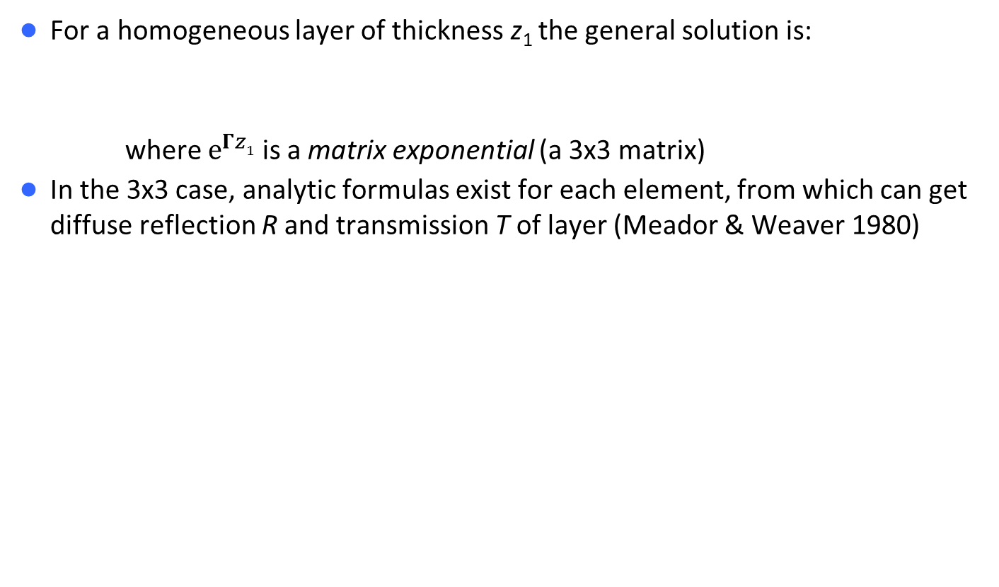 • For a homogeneous layer of thickness z₁ the general solution is:
where e^Γz₁ is a matrix exponential (a 3x3 matrix)
• In the 3x3 case, analytic formulas exist for each element, from which can get
diffuse reflection R and transmission T of layer (Meador & Weaver 1980)